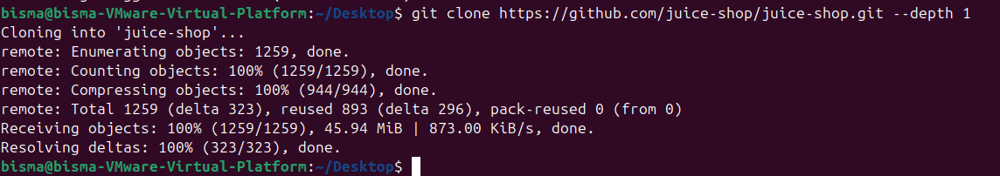 bisma@bisma-VMware-Virtual-Platform:~/Desktop$ git clone https://github.com/juice-shop/juice-shop.git --depth 1
Cloning into 'juice-shop'...
remote: Enumerating objects: 1259, done.
remote: Counting objects: 100% (1259/1259), done.
remote: Compressing objects: 100% (944/944), done.
remote: Total 1259 (delta 323), reused 893 (delta 296), pack-reused 0 (from 0)
Receiving objects: 100% (1259/1259), 45.94 MiB | 873.00 KiB/s, done.
Resolving deltas: 100% (323/323), done.
bisma@bisma-VMware-Virtual-Platform:~/Desktop$